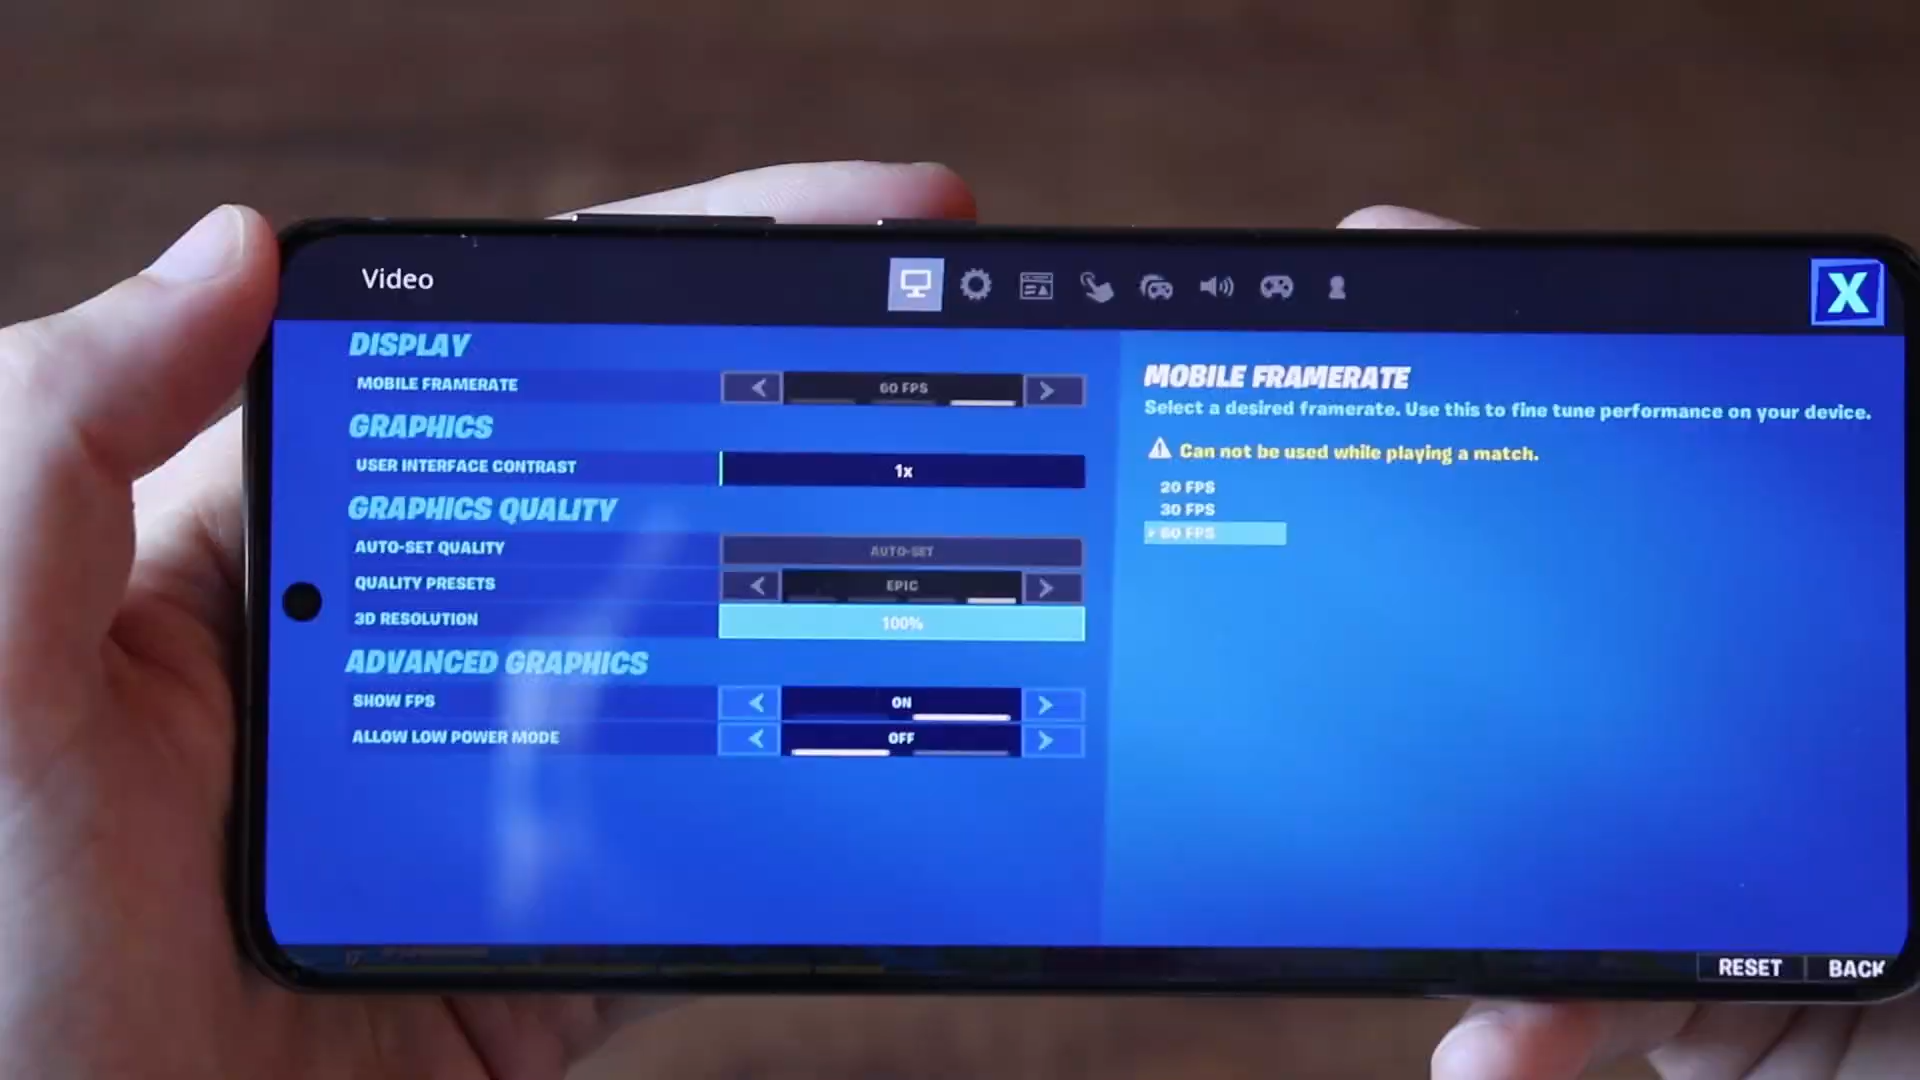 Video
X
DISPLAY
MOBILE FRAMERATE
60 FPS
GRAPHICS
USER INTERFACE CONTRAST
1x
GRAPHICS QUALITY
AUTO-SET QUALITY
AUTO-SET
QUALITY PRESETS
EPIC
3D RESOLUTION
100%
ADVANCED GRAPHICS
SHOW FPS
ON
ALLOW LOW POWER MODE
OFF
MOBILE FRAMERATE
Select a desired framerate. Use this to fine tune performance on your device.
Can not be used while playing a match.
20 FPS
30 FPS
60 FPS
RESET
BACK